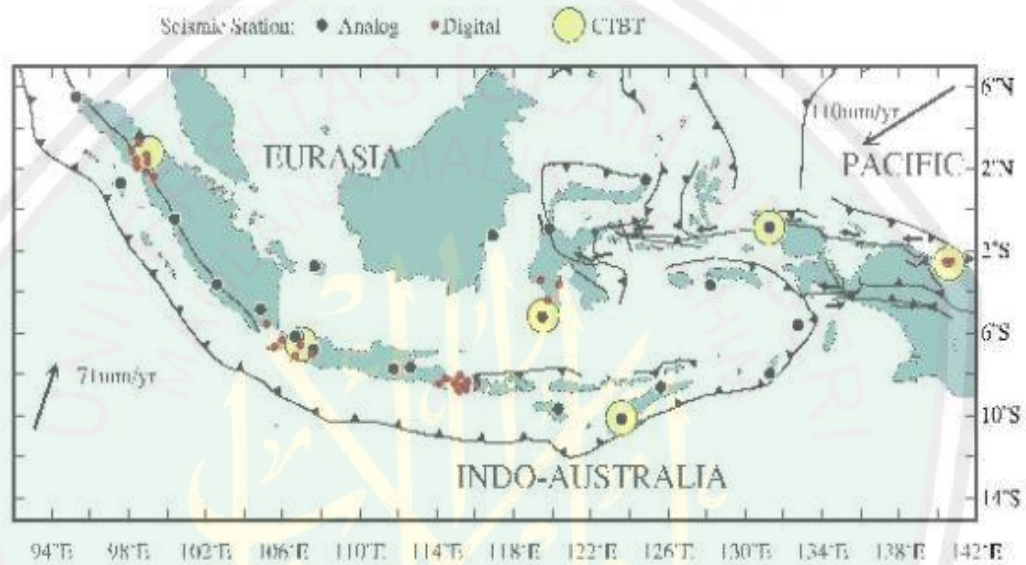 Seismic Station: Analog Digital CTBT
6°N
110mm/yr
EURASIA
PACIFIC
2°N
2°S
6°S
71mm/yr
10°S
INDO-AUSTRALIA
14°S
94°E 98°E 102°E 106°E 110°E 114°E 118°E 122°E 126°E 130°E 134°E 138°E 142°E